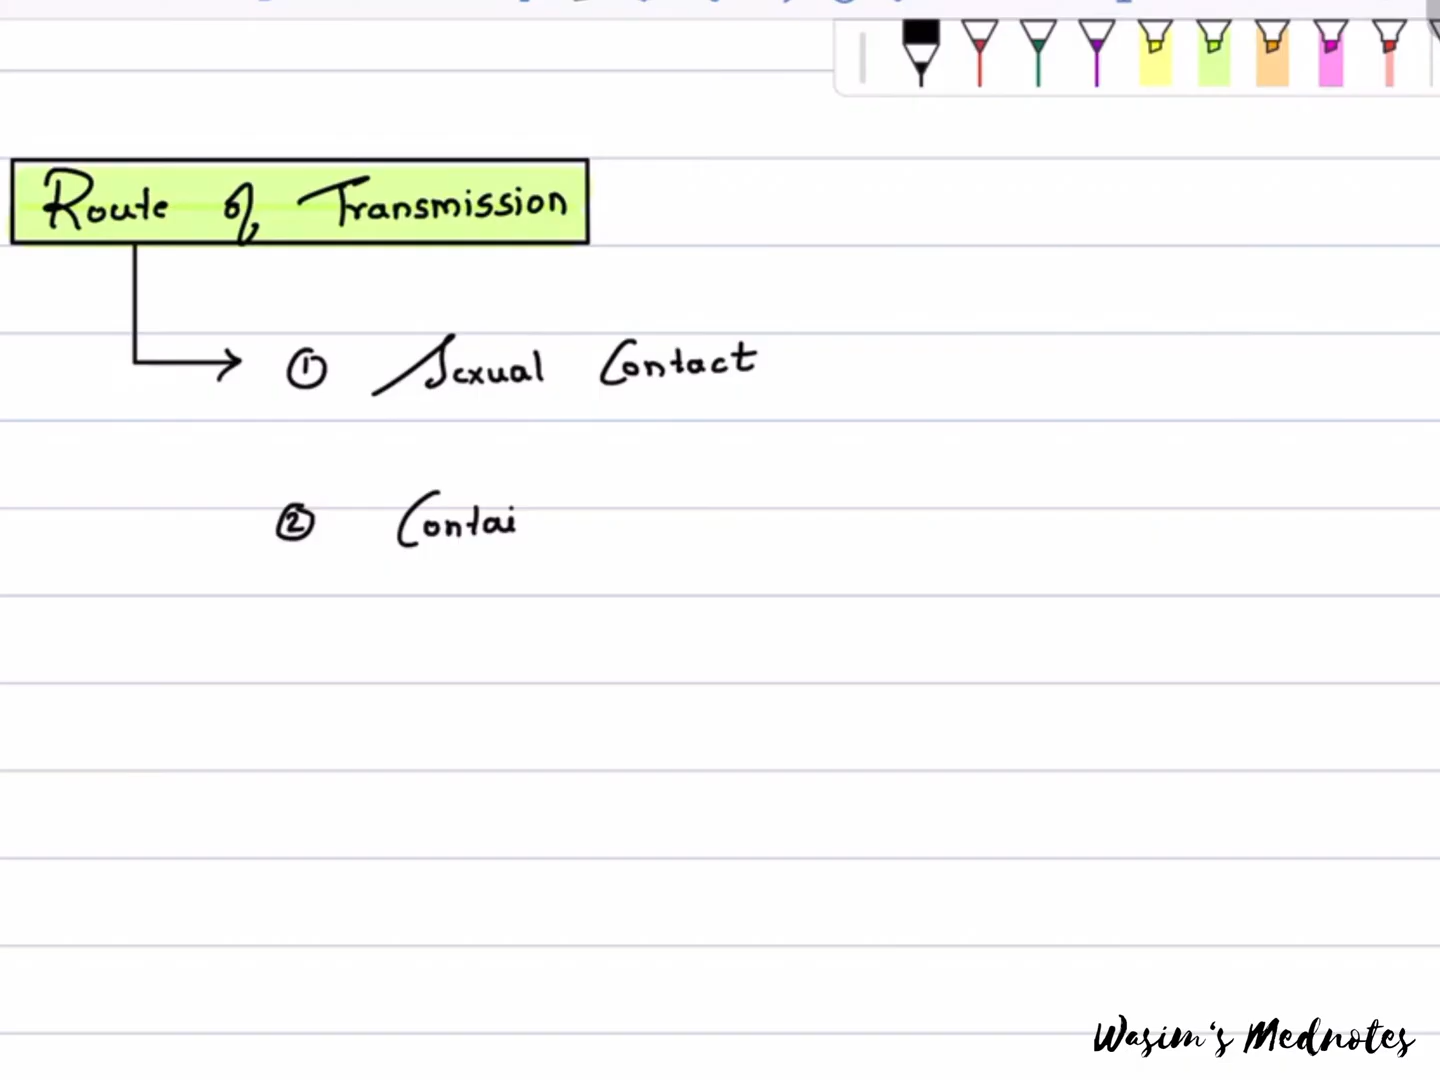 Route of Transmission
① Sexual Contact
② Contai
Wasim's Mednotes